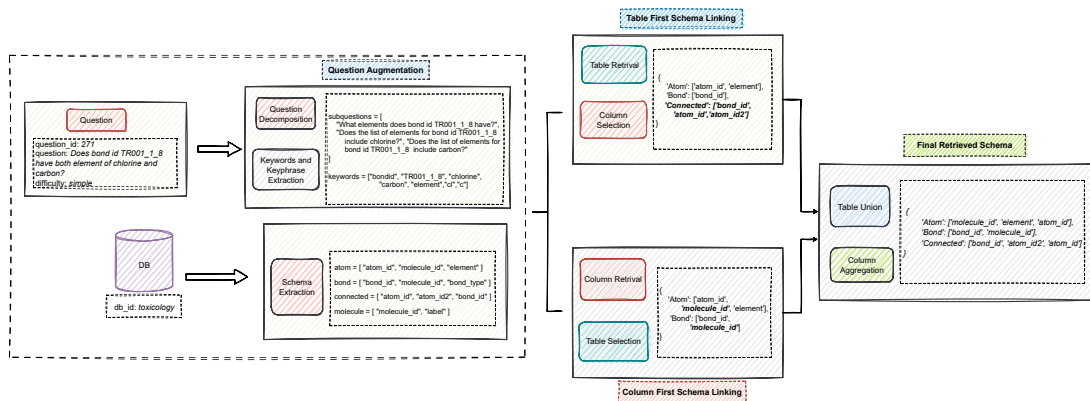 Question Augmentation
Question
question_id: 271
question: Does bond id TR001_1_8
have both element of chlorine and
carbon?
difficulty: simple
Question
Decomposition
Keywords and
Keyphrase
Extraction
subquestions = [
"What elements does bond id TR001_1_8 have?",
"Does the list of elements for bond id TR001_1_8
include chlorine?", "Does the list of elements for
bond id TR001_1_8 include carbon?"
]
keywords = ["bondid", "TR001_1_8", "chlorine",
"carbon", "element","cl","c"]
DB
db_id: toxicology
Schema
Extraction
atom = [ "atom_id", "molecule_id", "element" ]
bond = [ "bond_id", "molecule_id", "bond_type" ]
connected = [ "atom_id", "atom_id2", "bond_id" ]
molecule = [ "molecule_id", "label" ]
Table First Schema Linking
Table Retrival
Column
Selection
{
'Atom': ['atom_id', 'element'],
'Bond': ['bond_id'],
'Connected': ['bond_id',
'atom_id','atom_id2']
}
Column Retrival
Table Selection
{
'Atom': ['atom_id',
'molecule_id', 'element'],
'Bond': ['bond_id',
'molecule_id']
}
Column First Schema Linking
Final Retrieved Schema
Table Union
Column
Aggregation
{
'Atom': ['molecule_id', 'element', 'atom_id'],
'Bond': ['bond_id', 'molecule_id'],
'Connected': ['bond_id', 'atom_id2', 'atom_id']
}